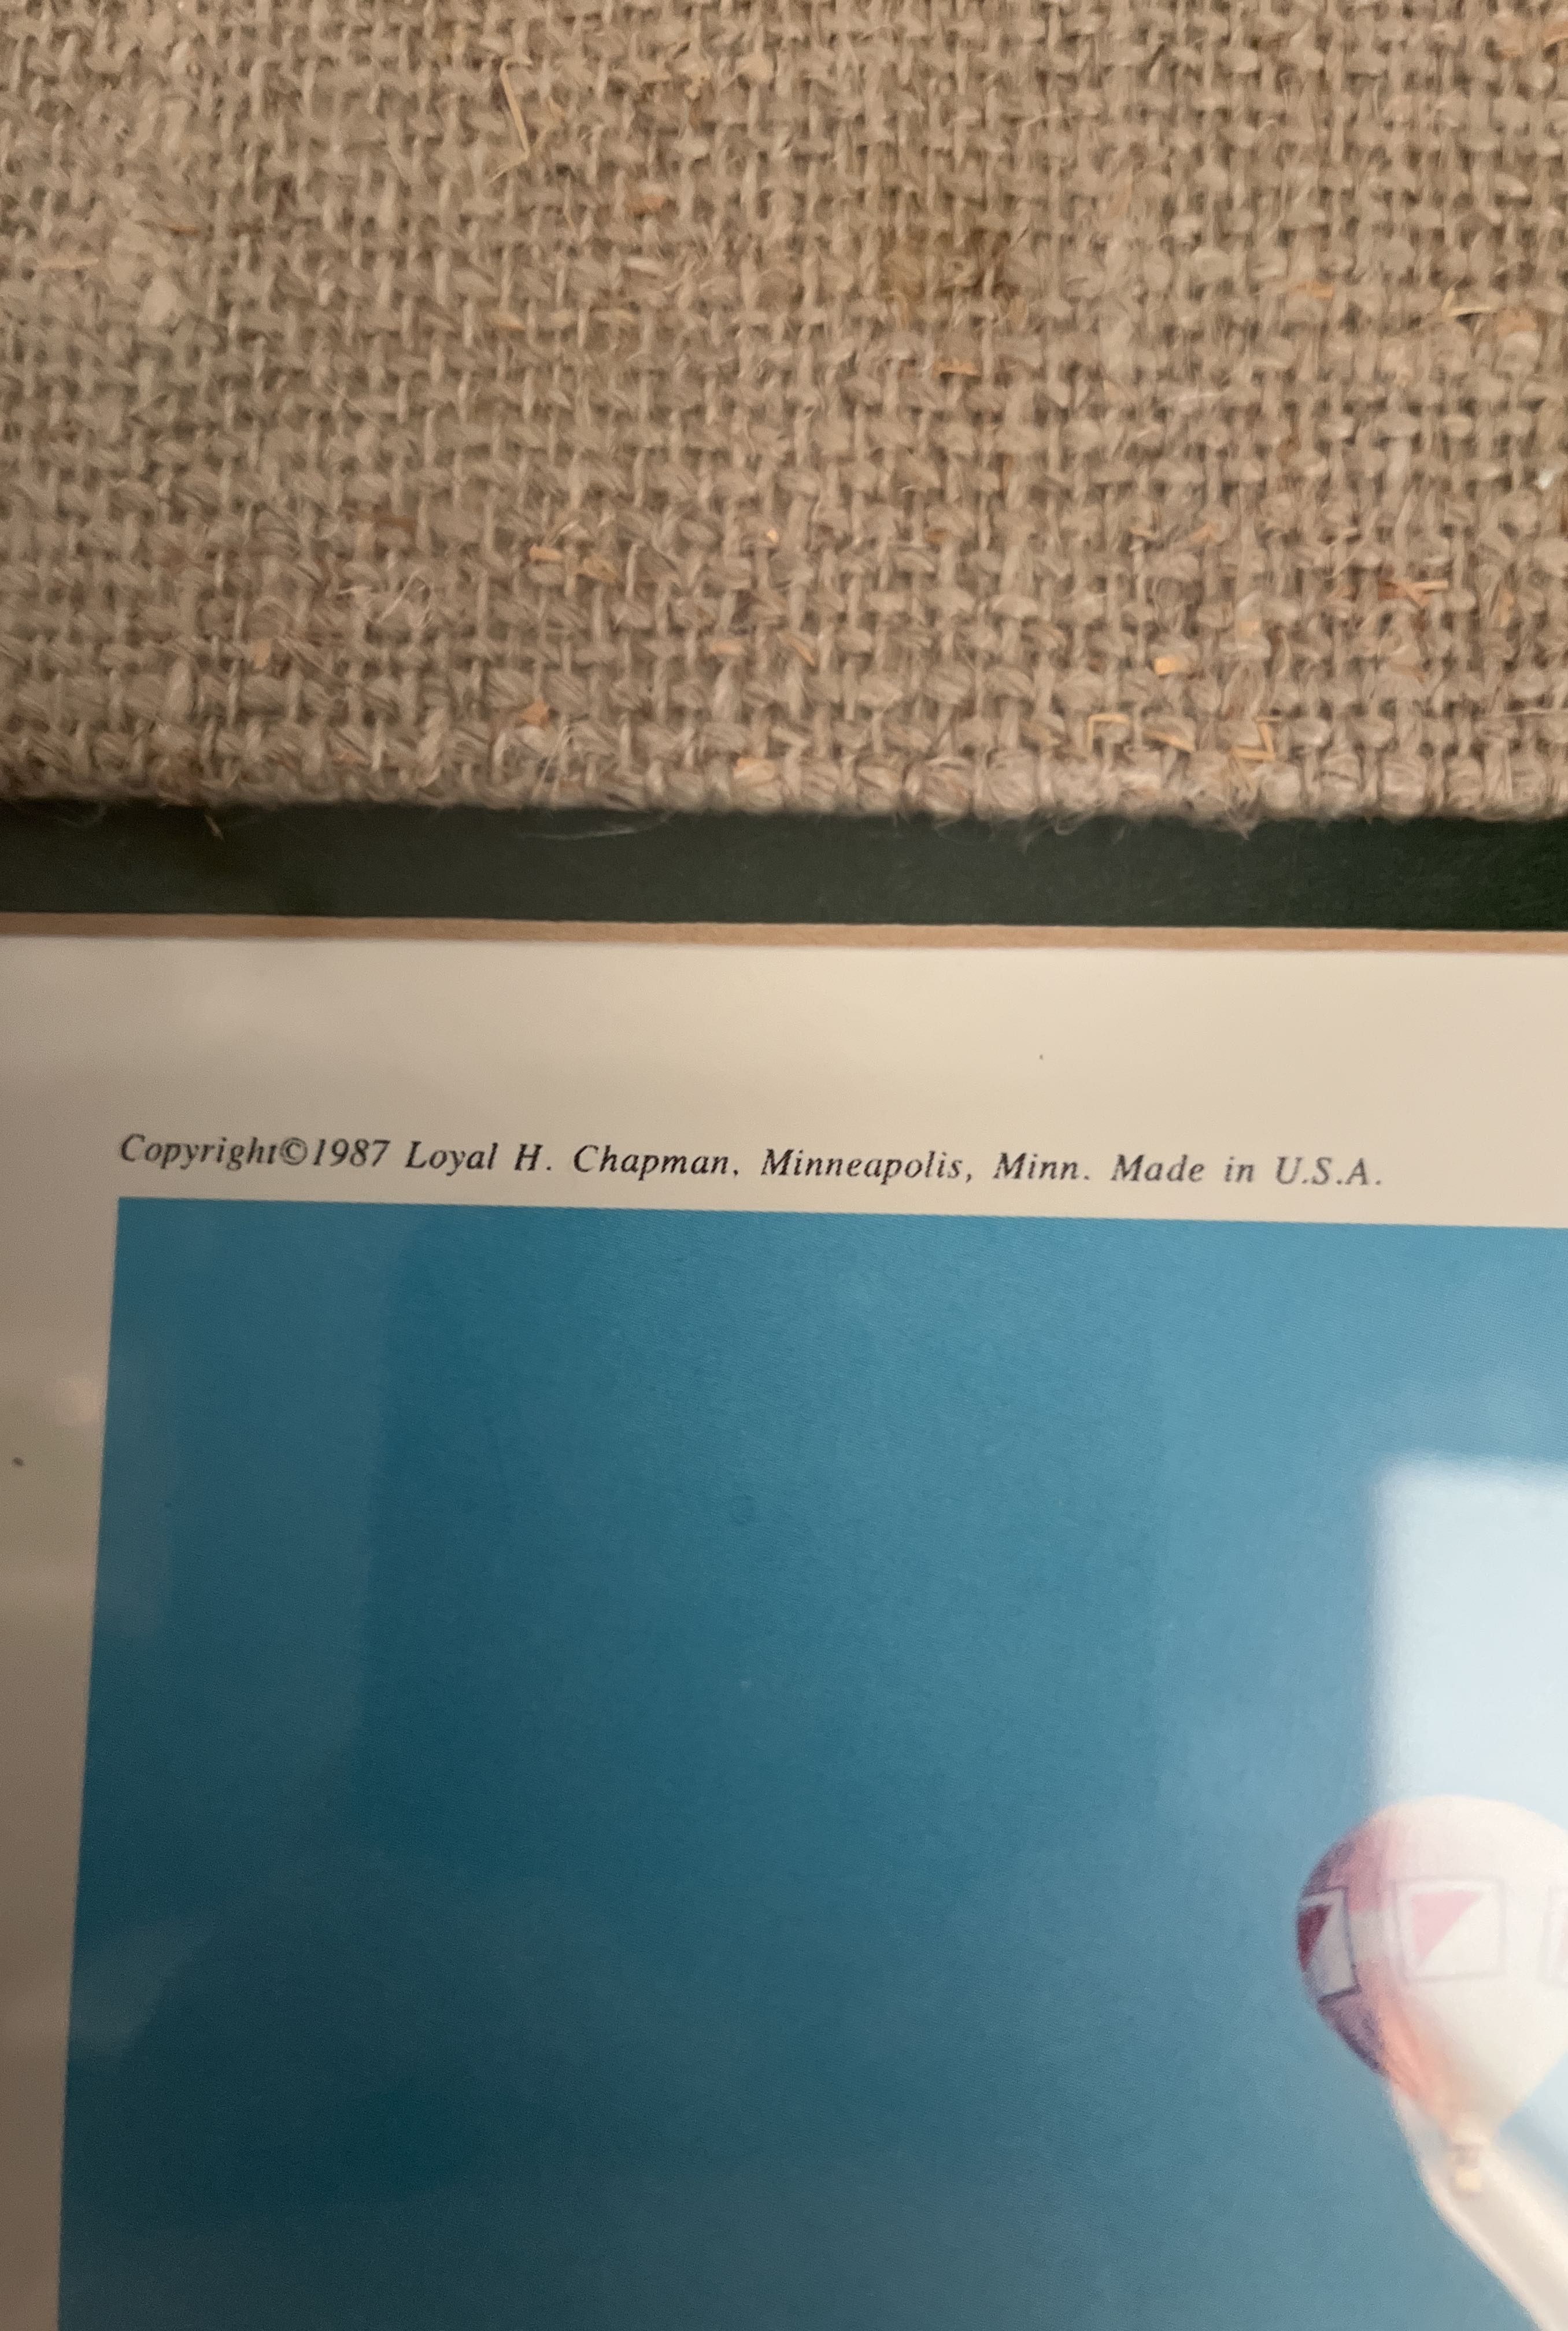 Copyright©1987 Loyal H. Chapman, Minneapolis, Minn. Made in U.S.A.